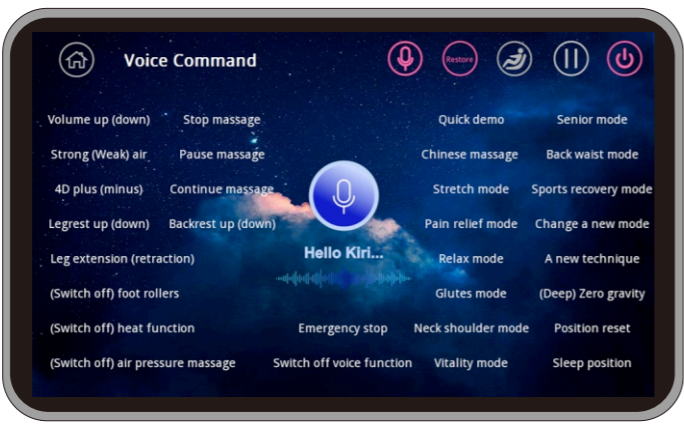 Voice Command
Restore
Volume up (down) Stop massage Quick demo Senior mode
Strong (Weak) air Pause massage Chinese massage Back waist mode
4D plus (minus) Continue massage Stretch mode Sports recovery mode
Legrest up (down) Backrest up (down) Pain relief mode Change a new mode
Leg extension (retraction) Hello Kiri... Relax mode A new technique
(Switch off) foot rollers Glutes mode (Deep) Zero gravity
(Switch off) heat function Emergency stop Neck shoulder mode Position reset
(Switch off) air pressure massage Switch off voice function Vitality mode Sleep position